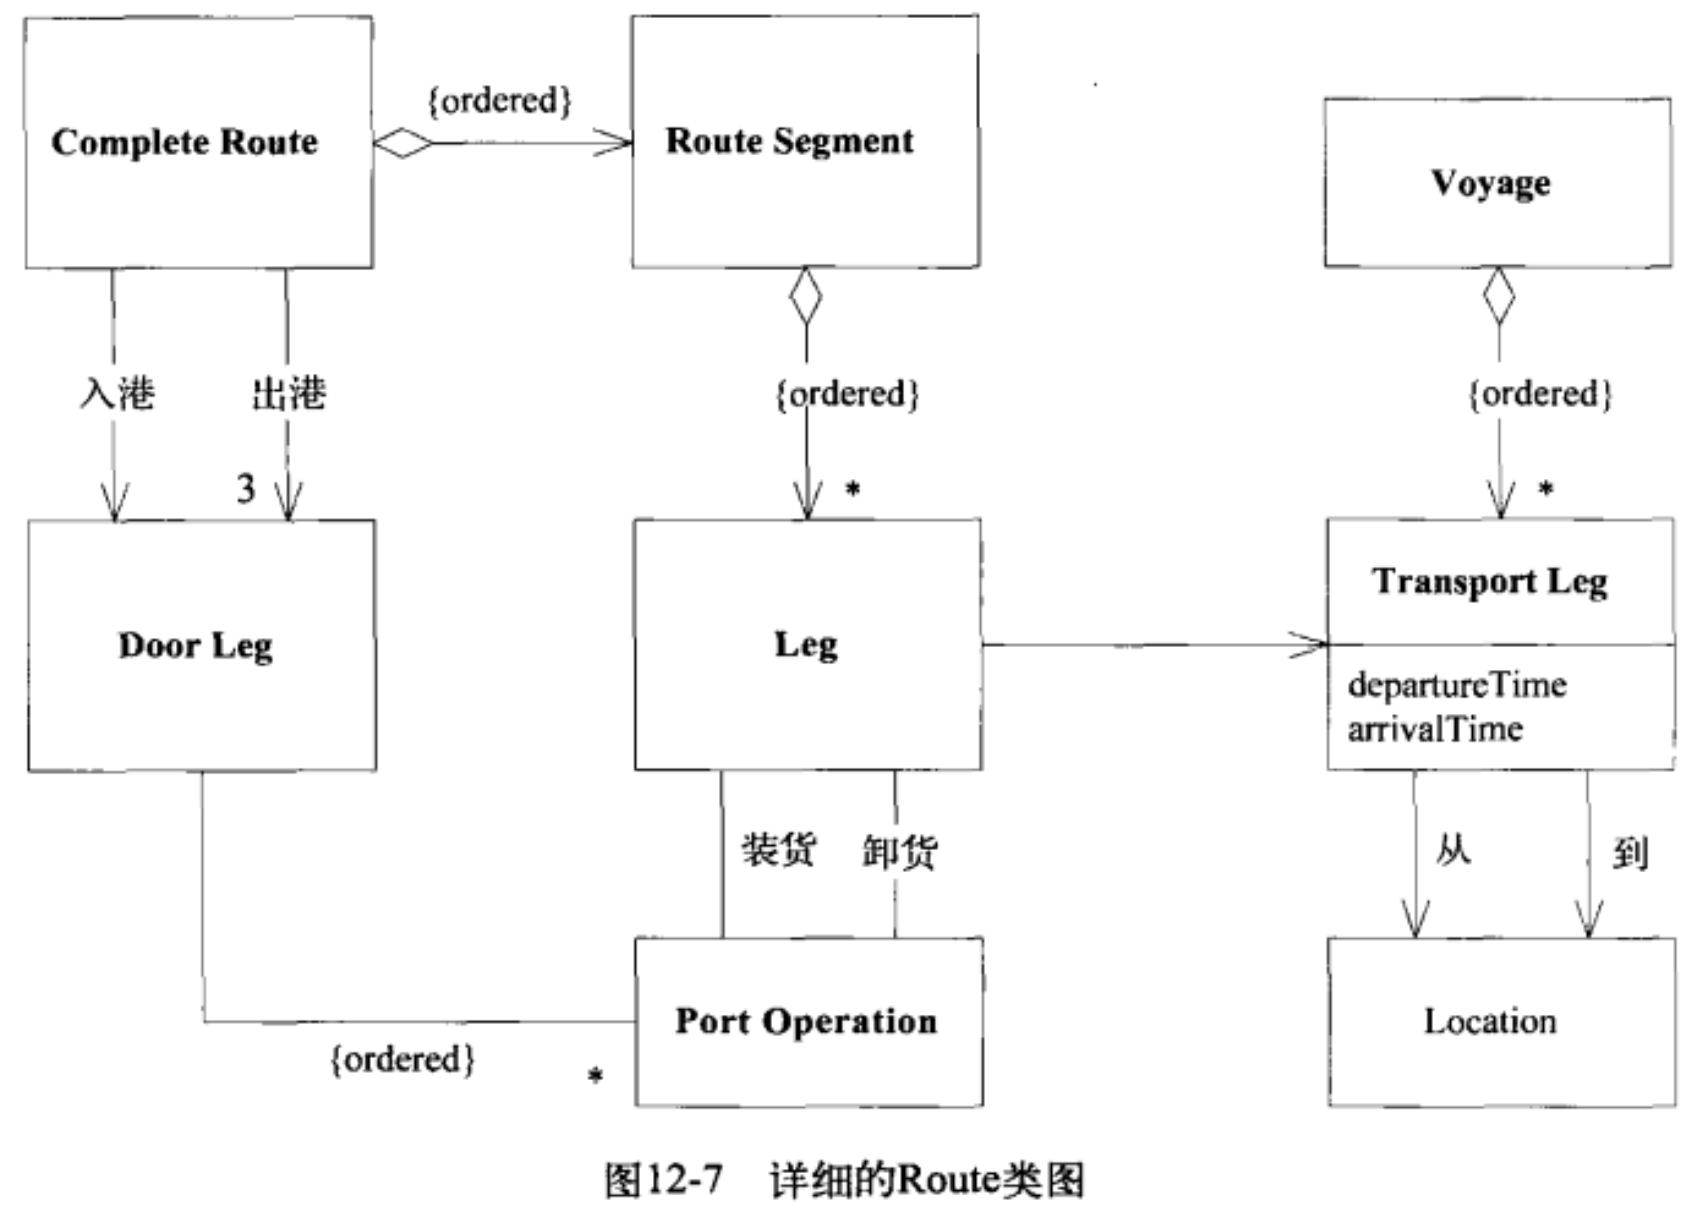 Complete Route
{ordered}
Route Segment
Voyage
入港
出港
{ordered}
{ordered}
3
*
*
Door Leg
Leg
Transport Leg
departureTime
arrivalTime
装货
卸货
从
到
Port Operation
Location
{ordered}
*
图12-7 详细的Route类图